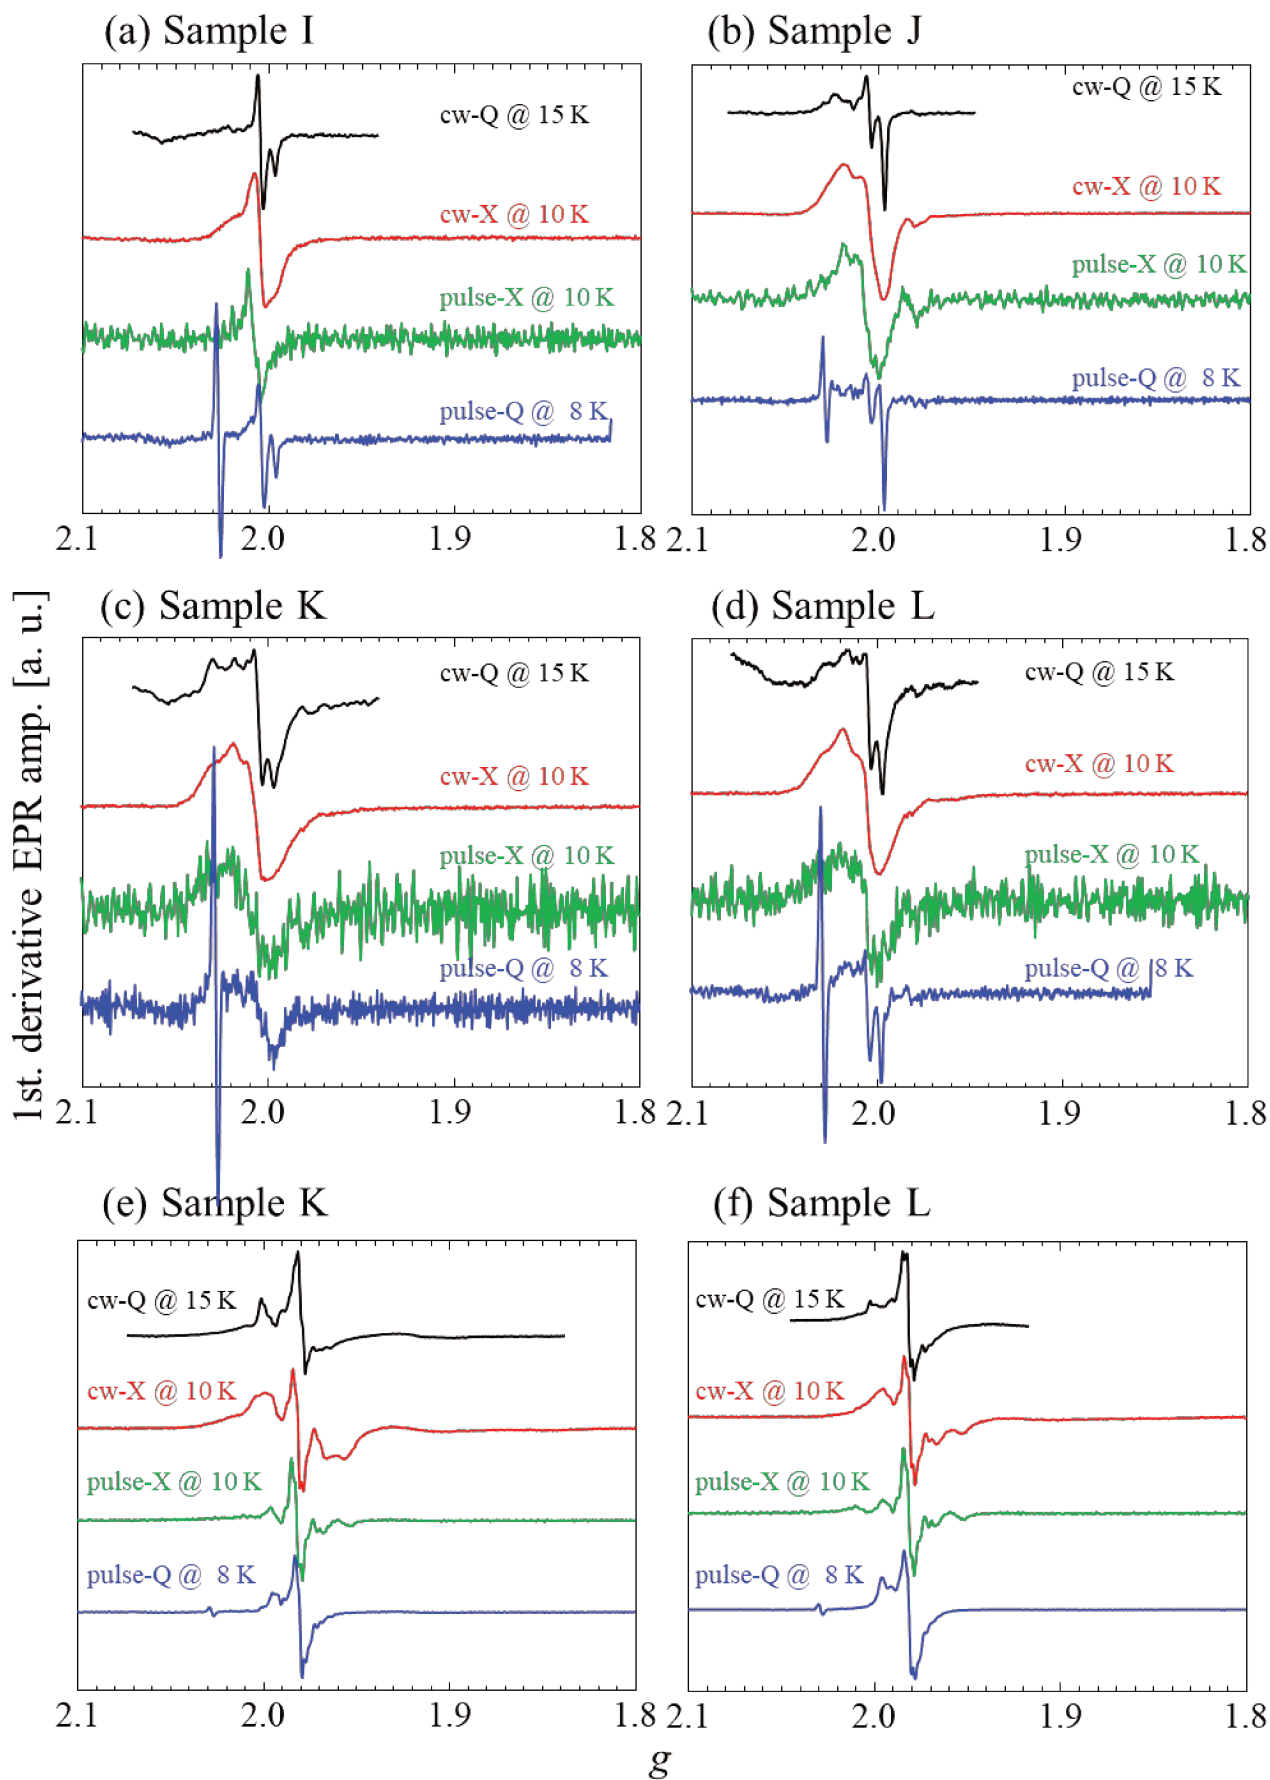 (a) Sample I
(b) Sample J
cw-Q @ 15 K
cw-X @ 10 K
pulse-X @ 10 K
pulse-Q @ 8 K
2.1 2.0 1.9 1.8
cw-Q @ 15 K
cw-X @ 10 K
pulse-X @ 10 K
pulse-Q @ 8 K
2.1 2.0 1.9 1.8
1st. derivative EPR amp. [a. u.]
(c) Sample K
(d) Sample L
cw-Q @ 15 K
cw-X @ 10 K
pulse-X @ 10 K
pulse-Q @ 8 K
2.1 2.0 1.9 1.8
cw-Q @ 15 K
cw-X @ 10 K
pulse-X @ 10 K
pulse-Q @ 8 K
2.1 2.0 1.9 1.8
(e) Sample K
(f) Sample L
cw-Q @ 15 K
cw-X @ 10 K
pulse-X @ 10 K
pulse-Q @ 8 K
2.1 2.0 1.9 1.8
cw-Q @ 15 K
cw-X @ 10 K
pulse-X @ 10 K
pulse-Q @ 8 K
2.1 2.0 1.9 1.8
g